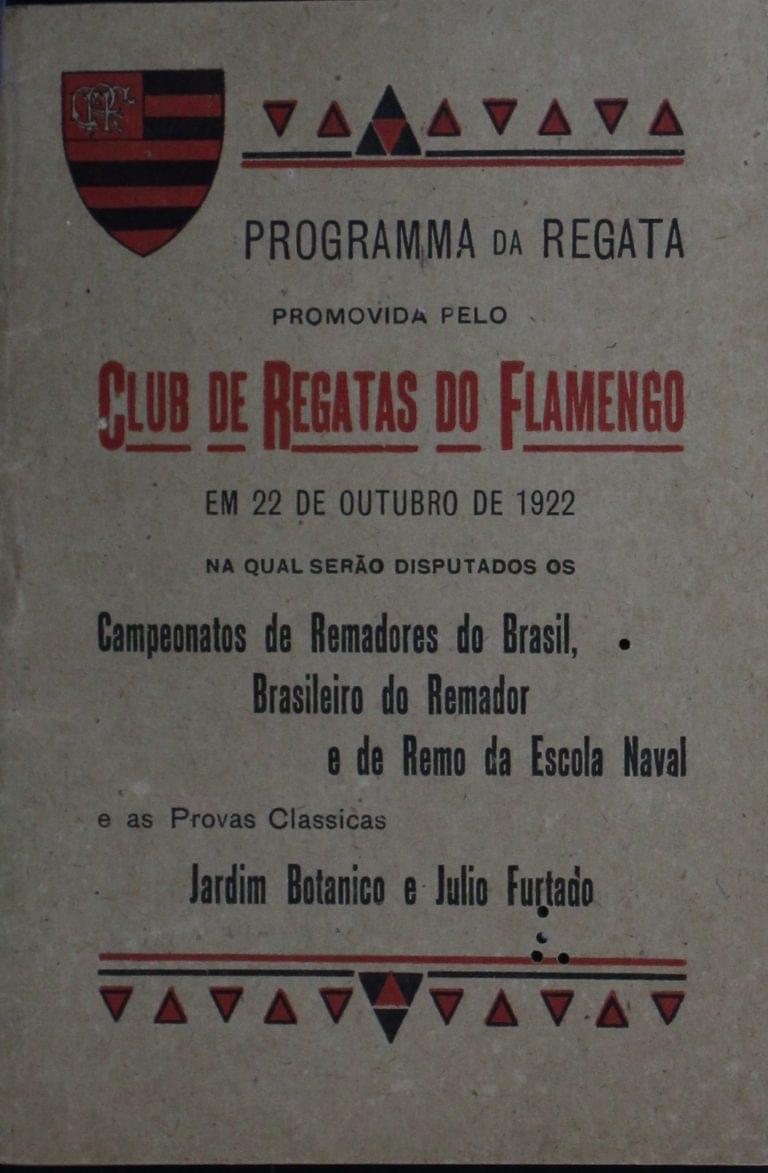 CRF
PROGRAMMA DA REGATA
PROMOVIDA PELO
CLUB DE REGATAS DO FLAMENGO
EM 22 DE OUTUBRO DE 1922
NA QUAL SERÃO DISPUTADOS OS
Campeonatos de Remadores do Brasil,
Brasileiro do Remador
e de Remo da Escola Naval
e as Provas Classicas
Jardim Botanico e Julio Furtado